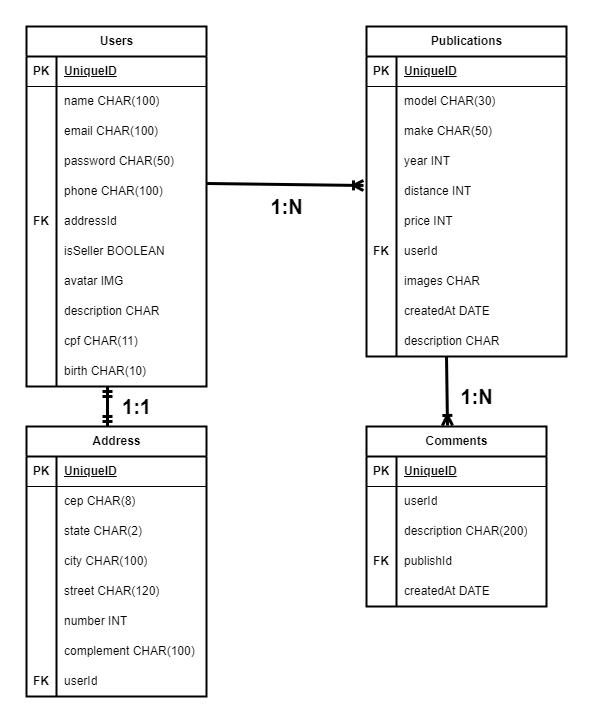 Users
PK UniqueID
name CHAR(100)
email CHAR(100)
password CHAR(50)
phone CHAR(100)
FK addressId
isSeller BOOLEAN
avatar IMG
description CHAR
cpf CHAR(11)
birth CHAR(10)
1:N
Publications
PK UniqueID
model CHAR(30)
make CHAR(50)
year INT
distance INT
price INT
FK userId
images CHAR
createdAt DATE
description CHAR
1:1
1:N
Address
PK UniqueID
cep CHAR(8)
state CHAR(2)
city CHAR(100)
street CHAR(120)
number INT
complement CHAR(100)
FK userId
Comments
PK UniqueID
userId
description CHAR(200)
FK publishId
createdAt DATE